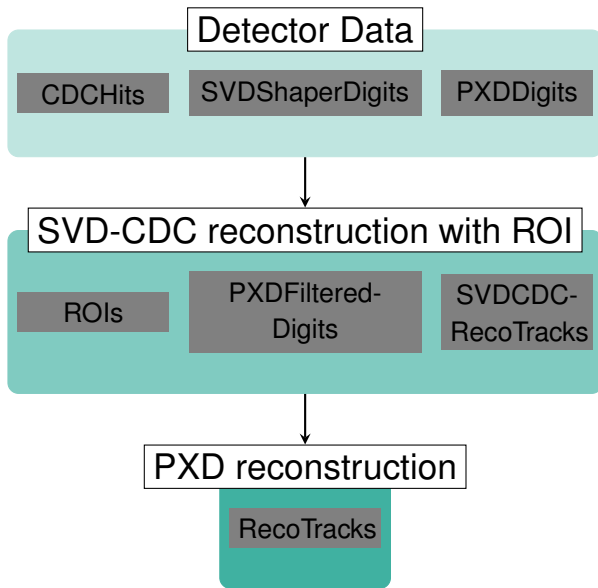 Detector Data
CDCHits
SVDShaperDigits
PXDDigits
SVD-CDC reconstruction with ROI
ROIs
PXDFiltered-
Digits
SVDCDC-
RecoTracks
PXD reconstruction
RecoTracks